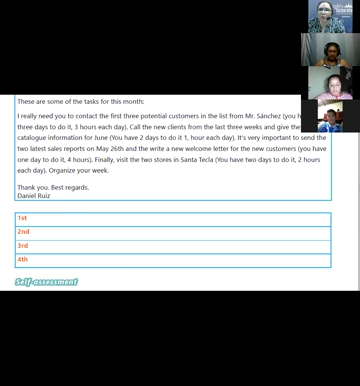 These are some of the tasks for this month:
I really need you to contact the first three potential customers in the list from Mr. Sánchez (you
three days to do it, 3 hours each day). Call the new clients from the last three weeks and give
catalogue information for June (You have 2 days to do it 1, hour each day). It's very important to send the
two latest sales reports on May 26th and the write a new welcome letter for the new customers (you have
one day to do it, 4 hours). Finally, visit the two stores in Santa Tecla (You have two days to do it, 2 hours
each day). Organize your week.
Thank you. Best regards.
Daniel Ruiz
1st
2nd
3rd
4th
Self-assessment